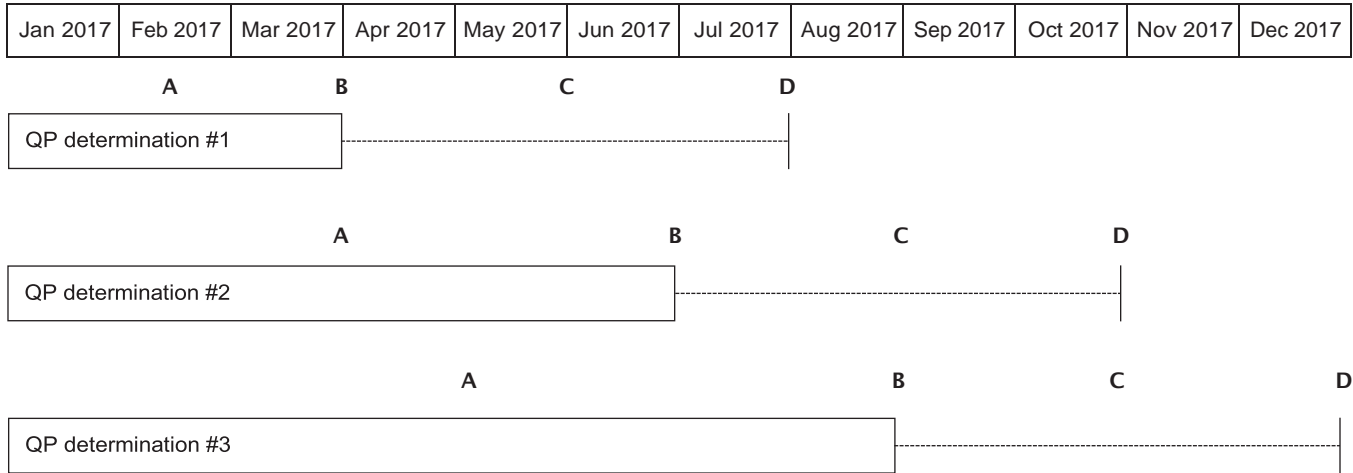 Jan 2017 Feb 2017 Mar 2017 Apr 2017 May 2017 Jun 2017 Jul 2017 Aug 2017 Sep 2017 Oct 2017 Nov 2017 Dec 2017
A B C D
QP determination #1
A B C D
QP determination #2
A B C D
QP determination #3